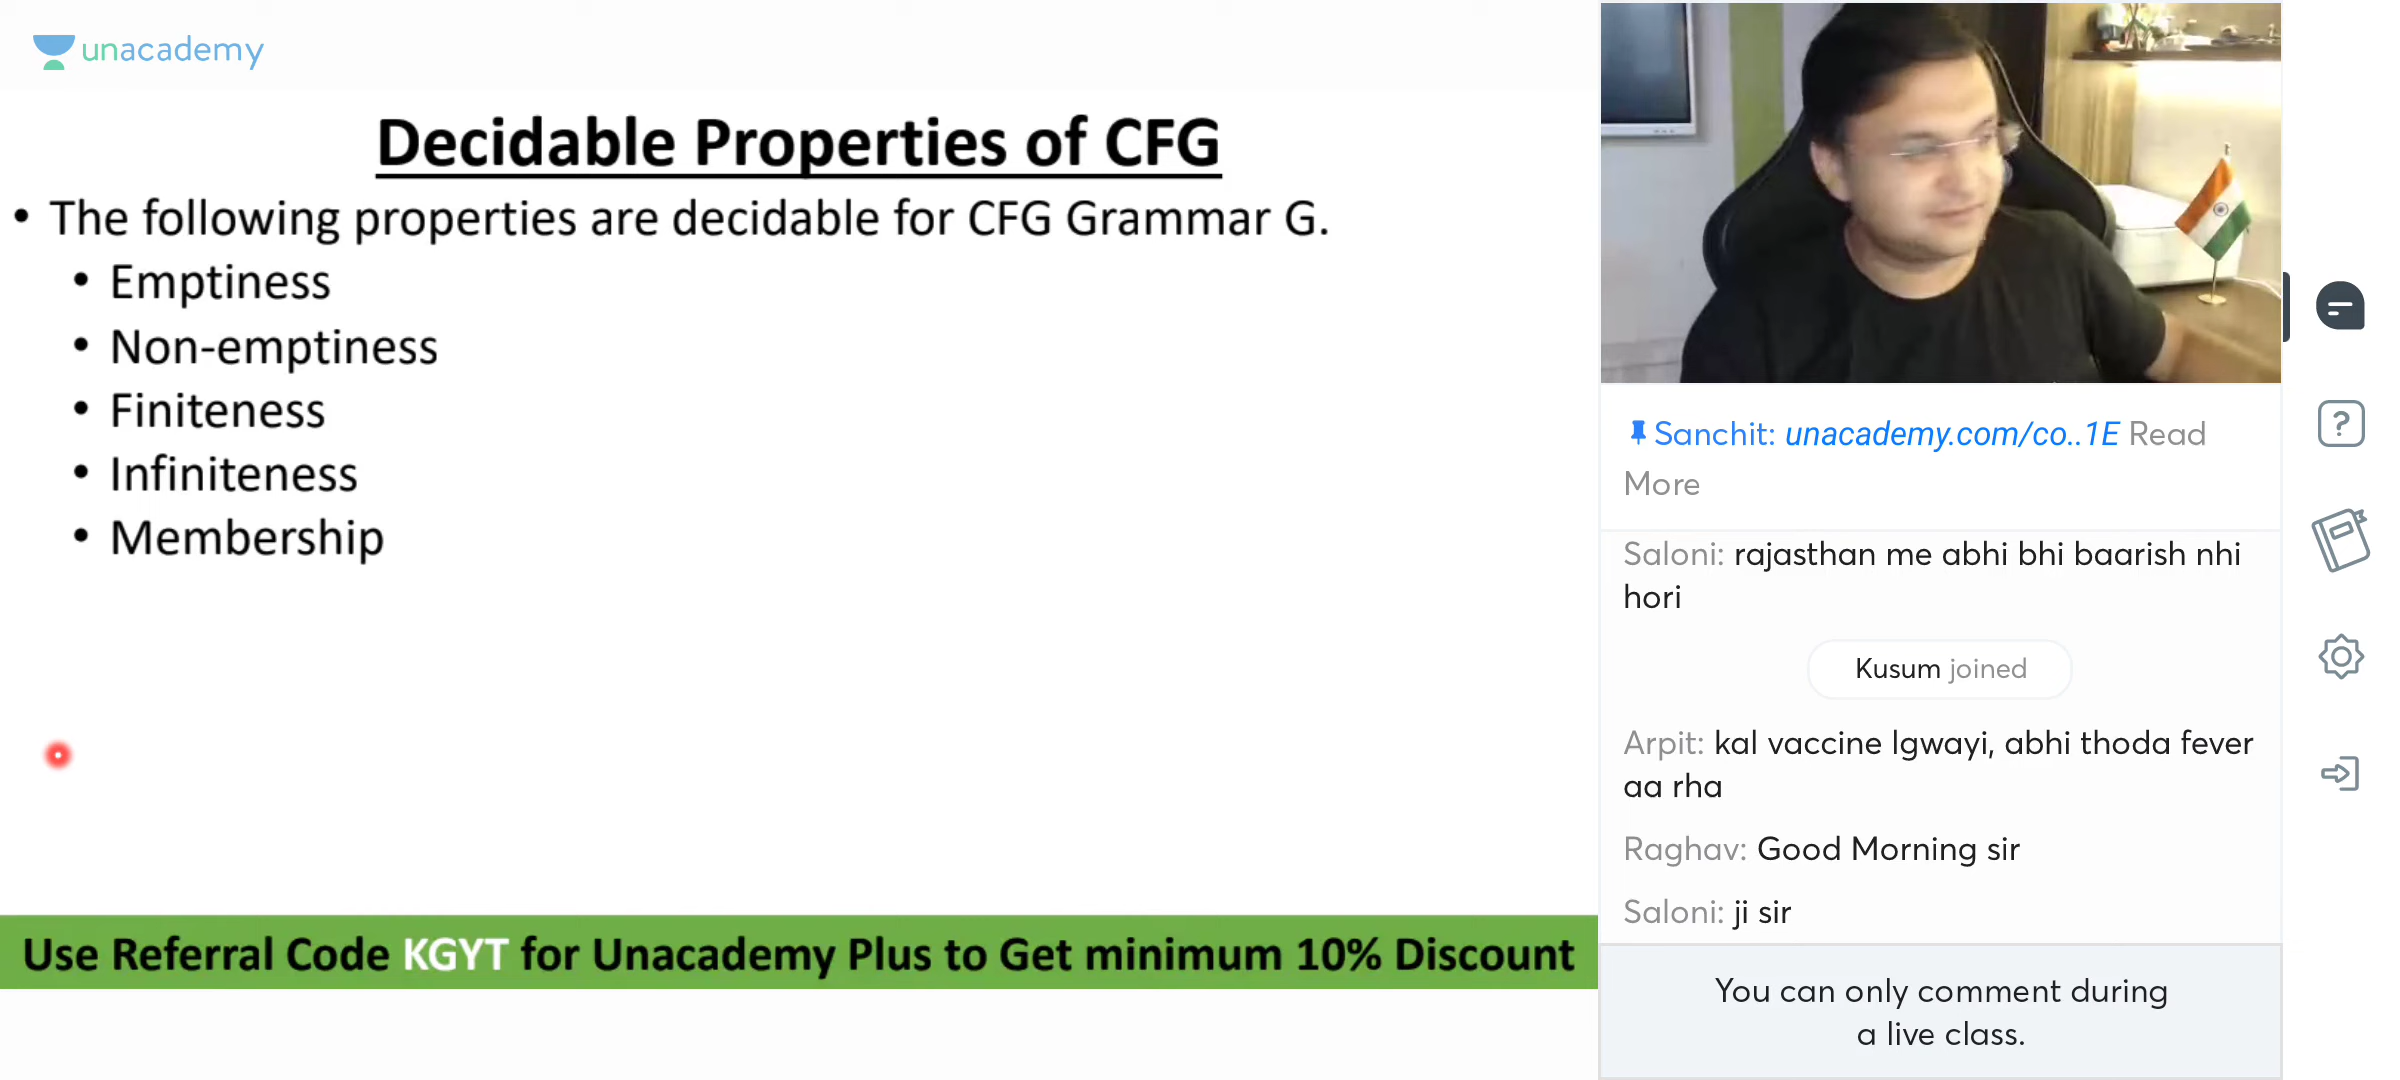 unacademy
Decidable Properties of CFG
• The following properties are decidable for CFG Grammar G.
• Emptiness
• Non-emptiness
• Finiteness
• Infiniteness
• Membership
Use Referral Code KGYT for Unacademy Plus to Get minimum 10% Discount
Sanchit: unacademy.com/co..1E Read
More
Saloni: rajasthan me abhi bhi baarish nhi
hori
Kusum joined
Arpit: kal vaccine lgwayi, abhi thoda fever
aa rha
Raghav: Good Morning sir
Saloni: ji sir
You can only comment during
a live class.
?